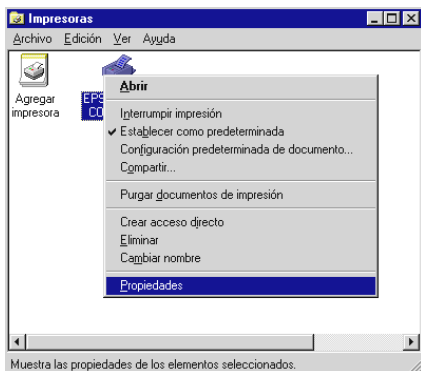 Impresoras
Archivo Edición Ver Ayuda
Agregar
impresora
EPS
CO
Abrir
Interrumpir impresión
Establecer como predeterminada
Configuración predeterminada de documento...
Compartir...
Purgar documentos de impresión
Crear acceso directo
Eliminar
Cambiar nombre
Propiedades
Muestra las propiedades de los elementos seleccionados.